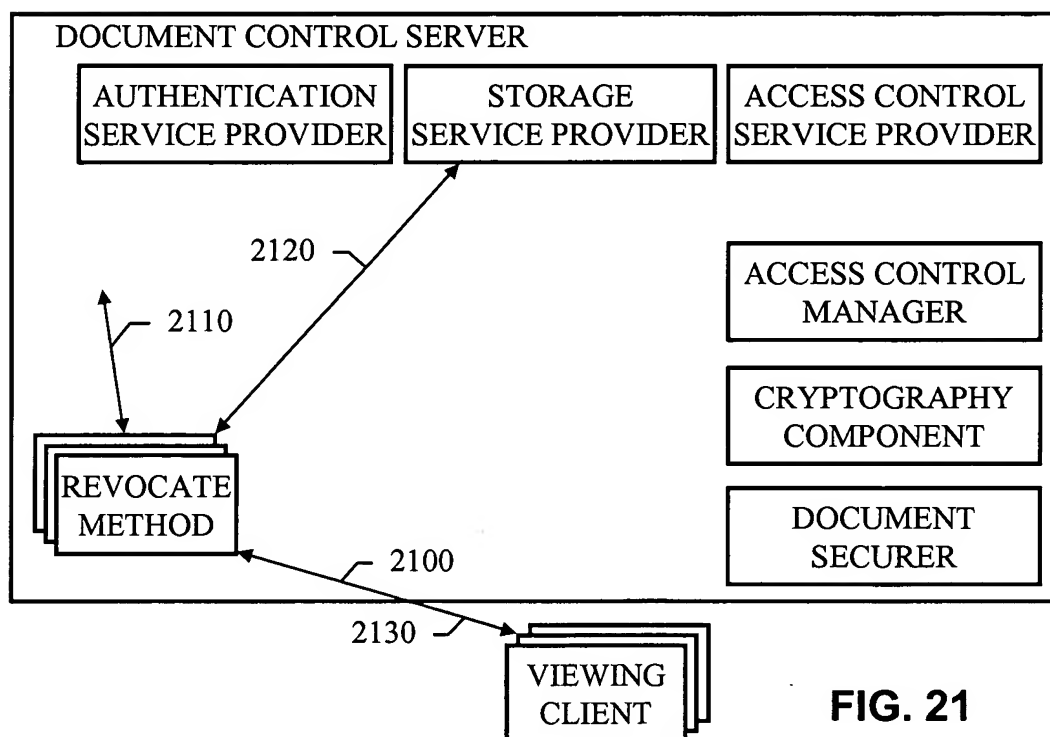 DOCUMENT CONTROL SERVER
AUTHENTICATION
SERVICE PROVIDER
STORAGE
SERVICE PROVIDER
ACCESS CONTROL
SERVICE PROVIDER
2120
2110
ACCESS CONTROL
MANAGER
CRYPTOGRAPHY
COMPONENT
REVOCATE
METHOD
DOCUMENT
SECURER
2100
2130
VIEWING
CLIENT
FIG. 21